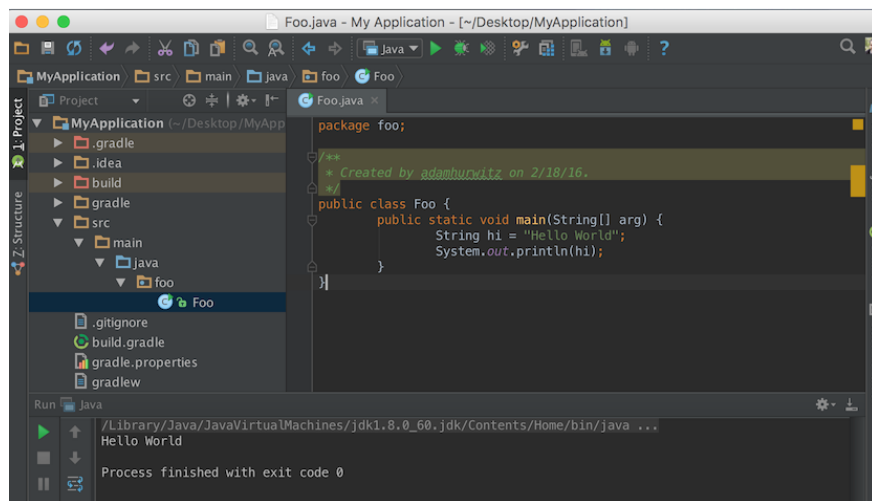 Foo.java - My Application - [~/Desktop/MyApplication]
Java
?
MyApplication src main java foo Foo
Project
Foo.java ×
1: Project
Z: Structure
MyApplication (~/Desktop/MyApp
.gradle
.idea
build
gradle
src
main
java
foo
Foo
.gitignore
build.gradle
gradle.properties
gradlew
package foo;
/**
* Created by adamhurwitz on 2/18/16.
*/
public class Foo {
public static void main(String[] arg) {
String hi = "Hello World";
System.out.println(hi);
}
}
Run Java
/Library/Java/JavaVirtualMachines/jdk1.8.0_60.jdk/Contents/Home/bin/java ...
Hello World
Process finished with exit code 0